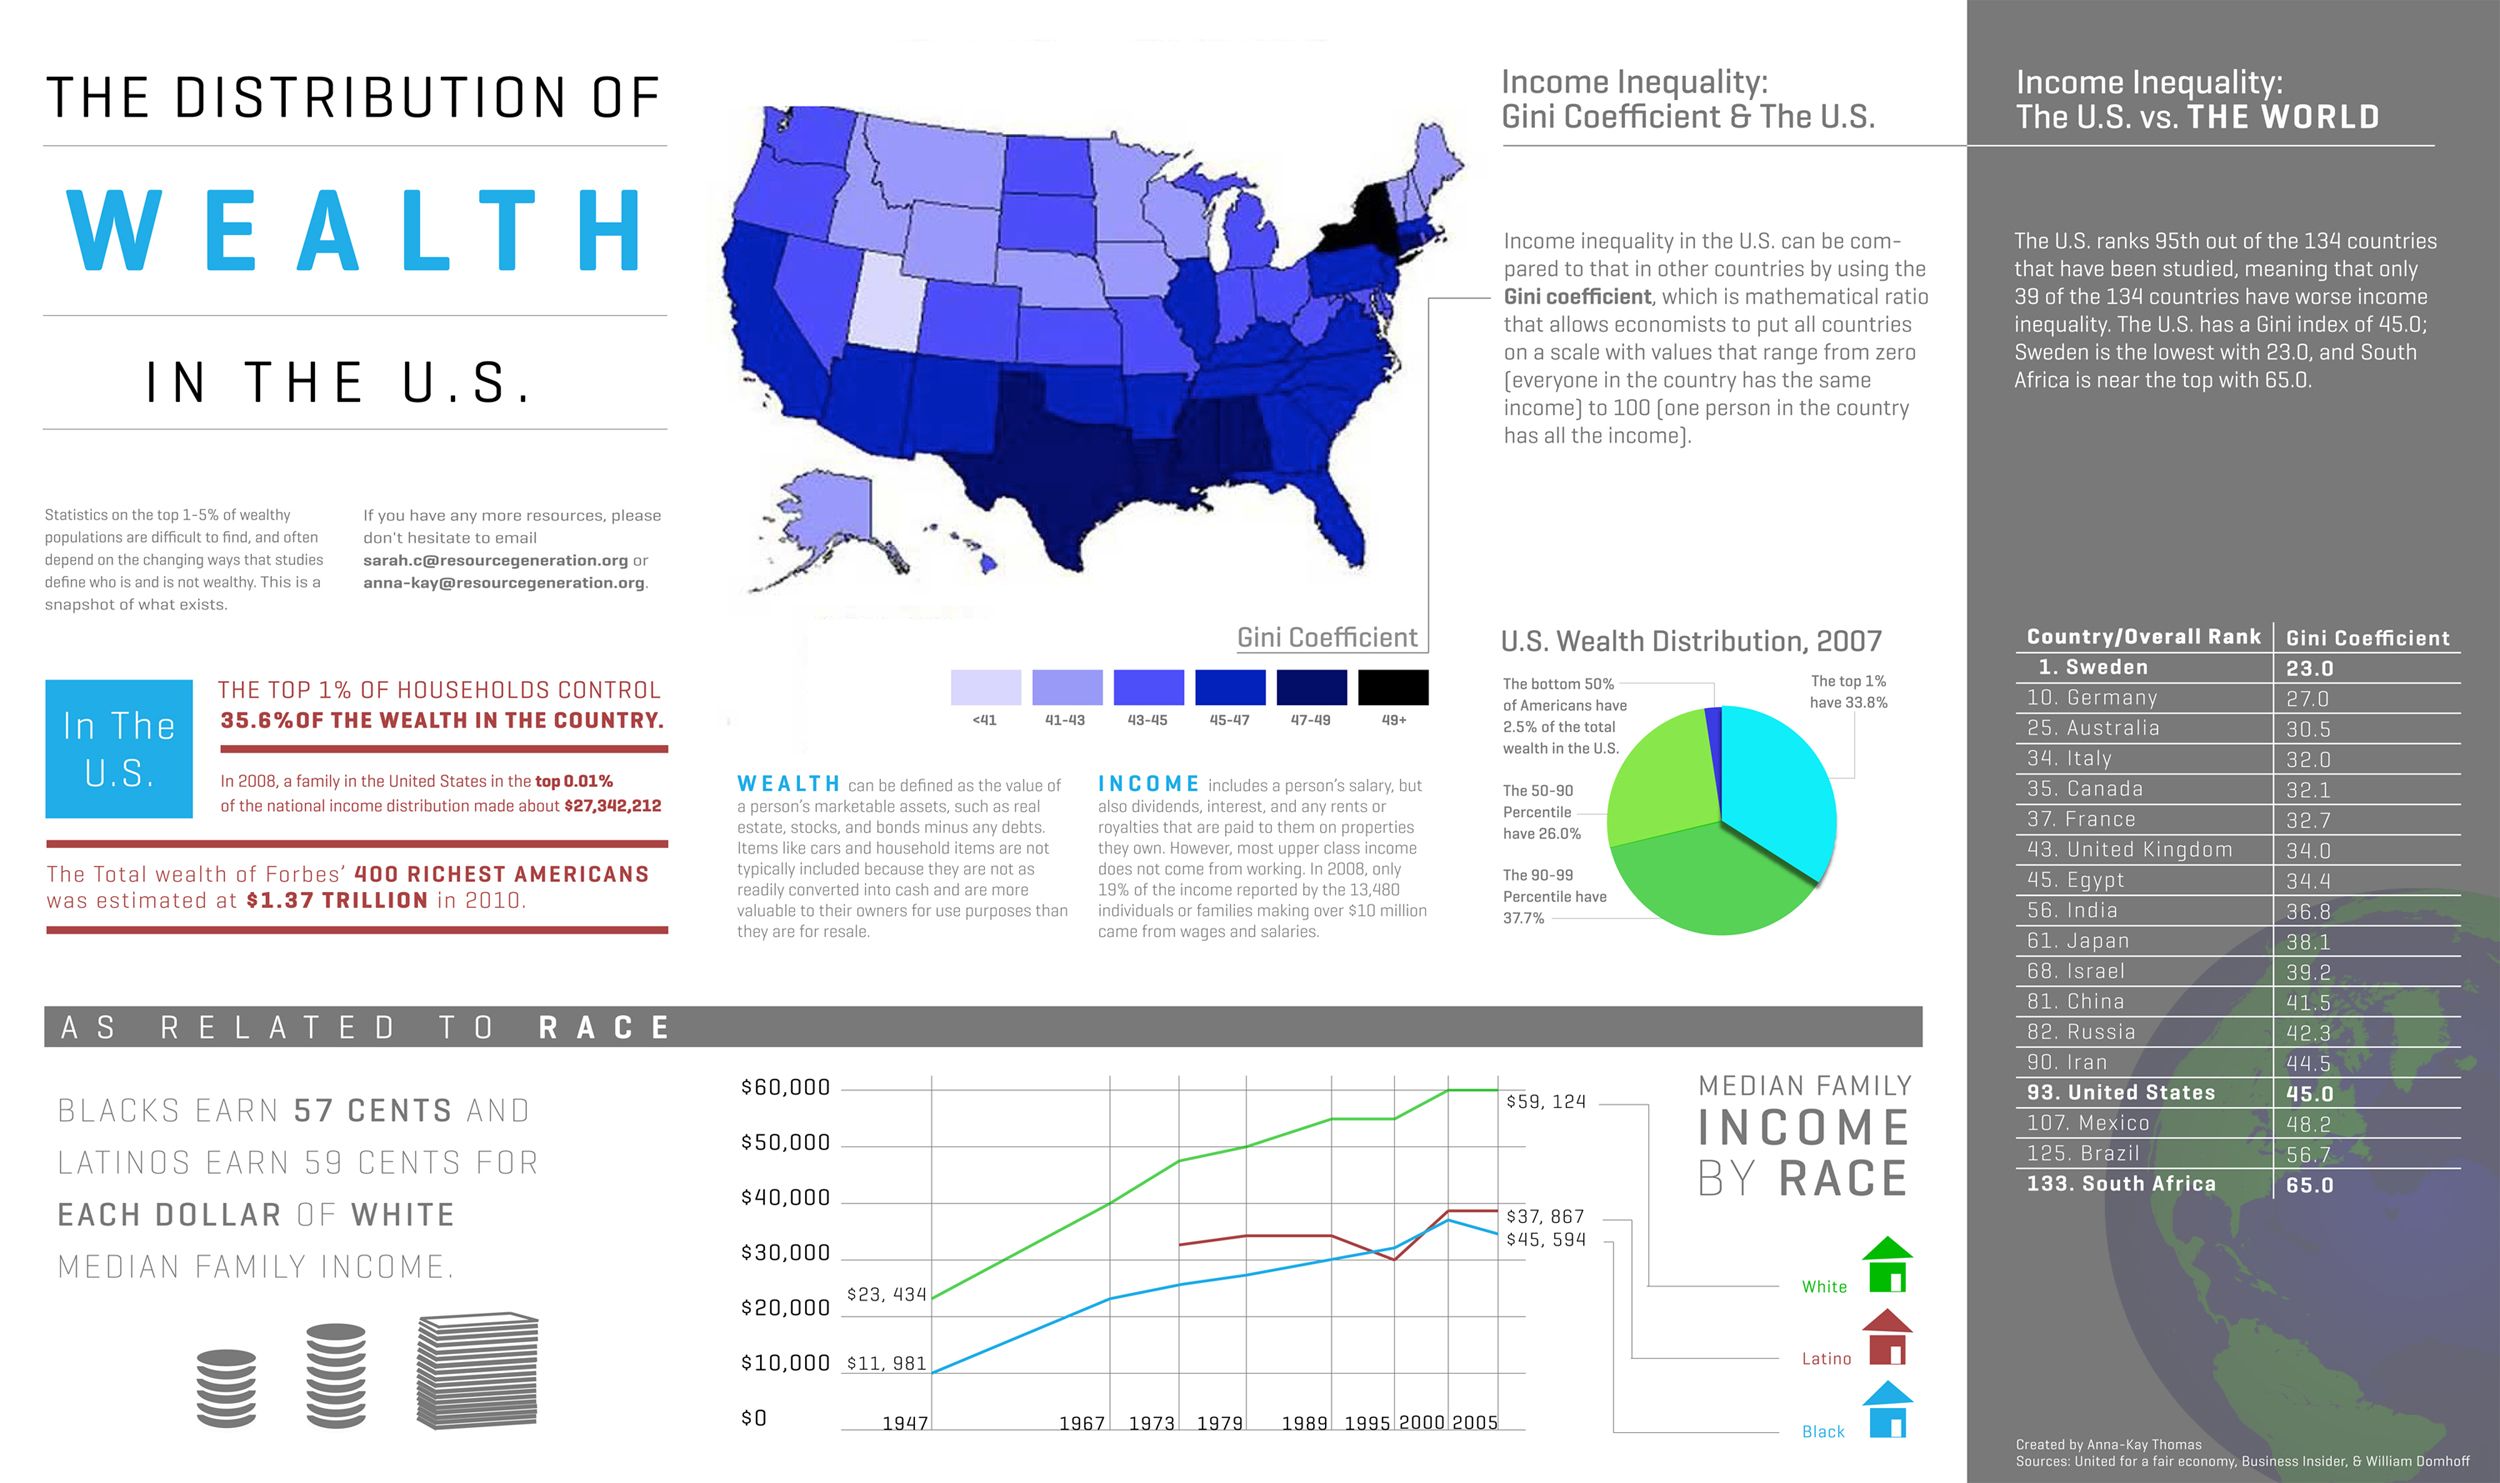 THE DISTRIBUTION OF
WEALTH
IN THE U.S.
Statistics on the top 1-5% of wealthy
populations are difficult to find, and often
depend on the changing ways that studies
define who is and is not wealthy. This is a
snapshot of what exists.
If you have any more resources, please
don't hesitate to email
sarah.c@resourcegeneration.org or
anna-kay@resourcegeneration.org.
In The
U.S.
THE TOP 1% OF HOUSEHOLDS CONTROL
35.6%OF THE WEALTH IN THE COUNTRY.
In 2008, a family in the United States in the top 0.01%
of the national income distribution made about $27,342,212
The Total wealth of Forbes' 400 RICHEST AMERICANS
was estimated at $1.37 TRILLION in 2010.
Gini Coefficient
<41
41-43
43-45
45-47
47-49
49+
WEALTH can be defined as the value of
a person's marketable assets, such as real
estate, stocks, and bonds minus any debts.
Items like cars and household items are not
typically included because they are not as
readily converted into cash and are more
valuable to their owners for use purposes than
they are for resale.
INCOME includes a person's salary, but
also dividends, interest, and any rents or
royalties that are paid to them on properties
they own. However, most upper class income
does not come from working. In 2008, only
19% of the income reported by the 13,480
individuals or families making over $10 million
came from wages and salaries.
Income Inequality:
Gini Coefficient & The U.S.
Income inequality in the U.S. can be com-
pared to that in other countries by using the
Gini coefficient, which is mathematical ratio
that allows economists to put all countries
on a scale with values that range from zero
(everyone in the country has the same
income) to 100 (one person in the country
has all the income).
U.S. Wealth Distribution, 2007
The bottom 50%
of Americans have
2.5% of the total
wealth in the U.S.
The top 1%
have 33.8%
The 50-90
Percentile
have 26.0%
The 90-99
Percentile have
37.7%
Income Inequality:
The U.S. vs. THE WORLD
The U.S. ranks 95th out of the 134 countries
that have been studied, meaning that only
39 of the 134 countries have worse income
inequality. The U.S. has a Gini index of 45.0;
Sweden is the lowest with 23.0, and South
Africa is near the top with 65.0.
Country/Overall Rank Gini Coefficient
1. Sweden 23.0
10. Germany 27.0
25. Australia 30.5
34. Italy 32.0
35. Canada 32.1
37. France 32.7
43. United Kingdom 34.0
45. Egypt 34.4
56. India 36.8
61. Japan 38.1
68. Israel 39.2
81. China 41.5
82. Russia 42.3
90. Iran 44.5
93. United States 45.0
107. Mexico 48.2
125. Brazil 56.7
133. South Africa 65.0
AS RELATED TO RACE
BLACKS EARN 57 CENTS AND
LATINOS EARN 59 CENTS FOR
EACH DOLLAR OF WHITE
MEDIAN FAMILY INCOME.
$60,000
$50,000
$40,000
$30,000
$20,000
$10,000
$0
$23, 434
$11, 981
1947 1967 1973 1979 1989 1995 2000 2005
$59, 124
$37, 867
$45, 594
MEDIAN FAMILY
INCOME
BY RACE
White
Latino
Black
Created by Anna-Kay Thomas
Sources: United for a fair economy, Business Insider, & William Domhoff